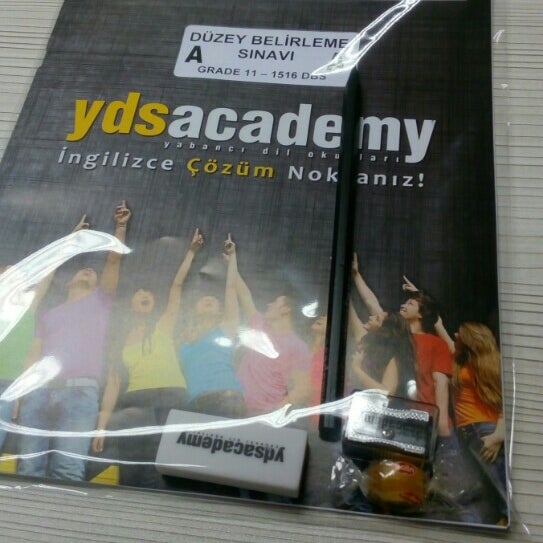 DÜZEY BELİRLEME
A SINAVI
GRADE 11 – 1516 DBS
ydsacademy
yabancı dil okulları
İngilizce Çözüm Noktanız!
ydsacademy